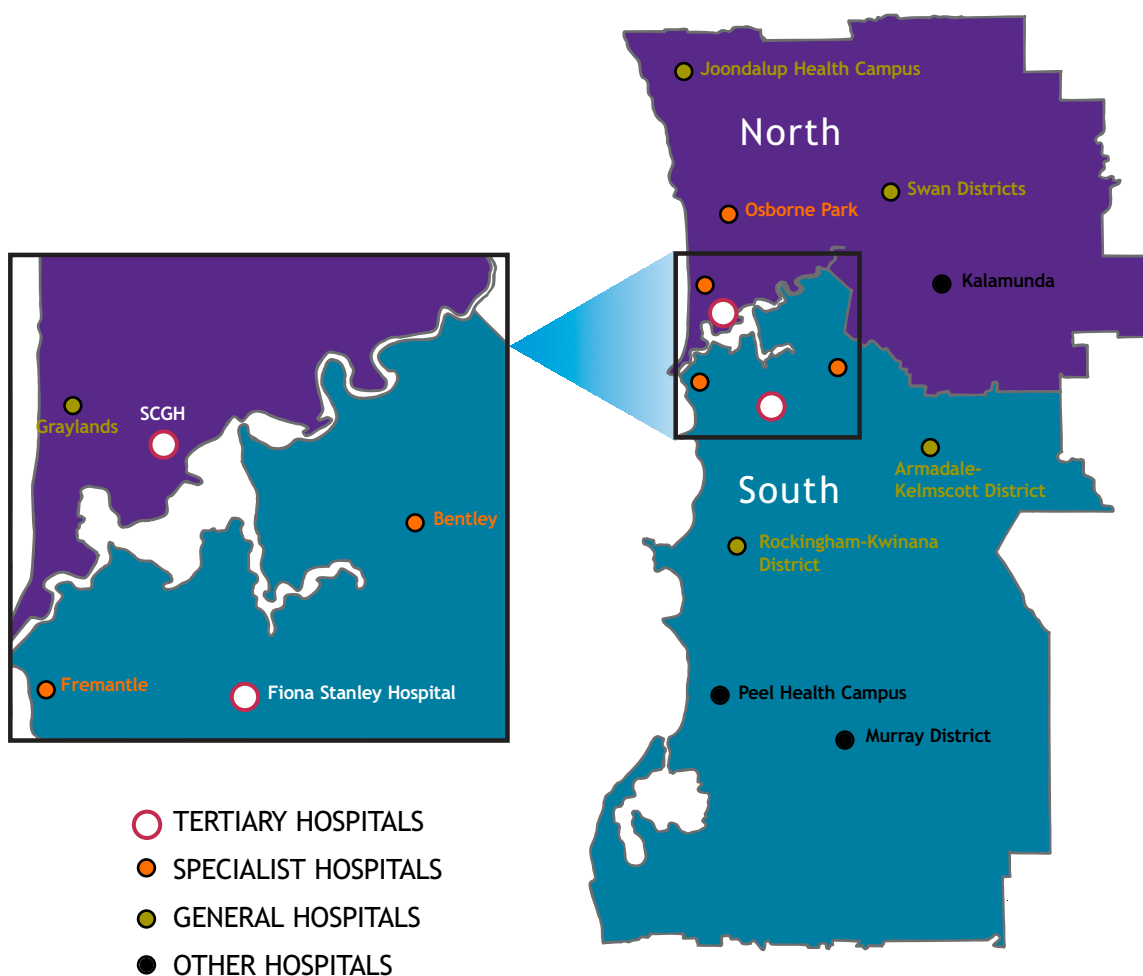 Joondalup Health Campus
North
Swan Districts
Osborne Park
Kalamunda
SCGH
Graylands
Bentley
Fremantle
Fiona Stanley Hospital
Armadale-
Kelmscott District
South
Rockingham-Kwinana
District
Peel Health Campus
Murray District
TERTIARY HOSPITALS
SPECIALIST HOSPITALS
GENERAL HOSPITALS
OTHER HOSPITALS